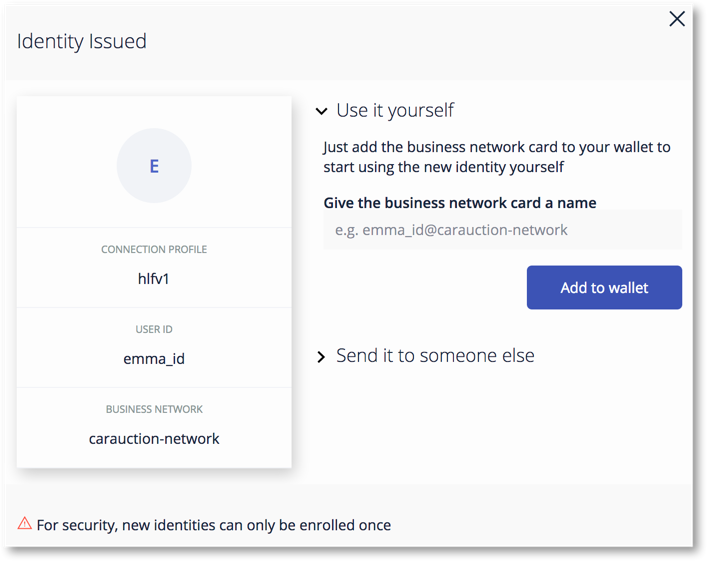 Identity Issued
E
CONNECTION PROFILE
hlfv1
USER ID
emma_id
BUSINESS NETWORK
carauction-network
Use it yourself
Just add the business network card to your wallet to
start using the new identity yourself
Give the business network card a name
e.g. emma_id@carauction-network
Add to wallet
Send it to someone else
For security, new identities can only be enrolled once